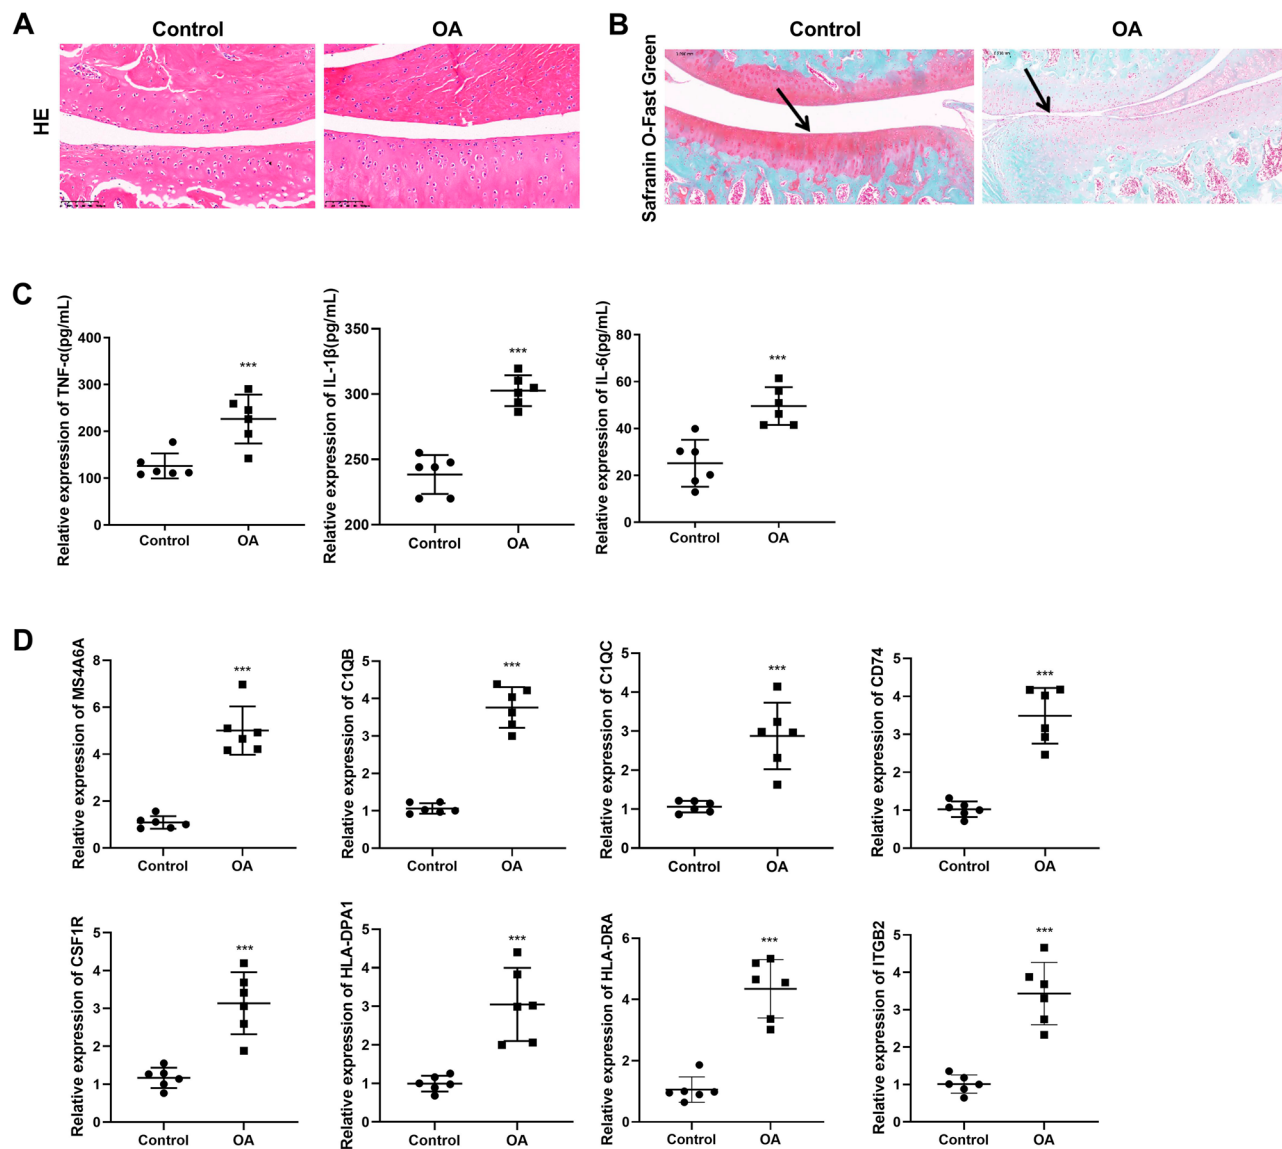 A
Control
OA
HE
B
Control
OA
Safranin O-Fast Green
C
Relative expression of TNF-α(pg/mL)
400
300
200
100
0
***
Control
OA
Relative expression of IL-1β(pg/mL)
350
300
250
200
***
Control
OA
Relative expression of IL-6(pg/mL)
80
60
40
20
0
***
Control
OA
D
Relative expression of MS4A6A
8
6
4
2
0
***
Control
OA
Relative expression of C1QB
5
4
3
2
1
0
***
Control
OA
Relative expression of C1QC
5
4
3
2
1
0
***
Control
OA
Relative expression of CD74
5
4
3
2
1
0
***
Control
OA
Relative expression of CSF1R
5
4
3
2
1
0
***
Control
OA
Relative expression of HLA-DPA1
5
4
3
2
1
0
***
Control
OA
Relative expression of HLA-DRA
6
4
2
0
***
Control
OA
Relative expression of ITGB2
5
4
3
2
1
0
***
Control
OA